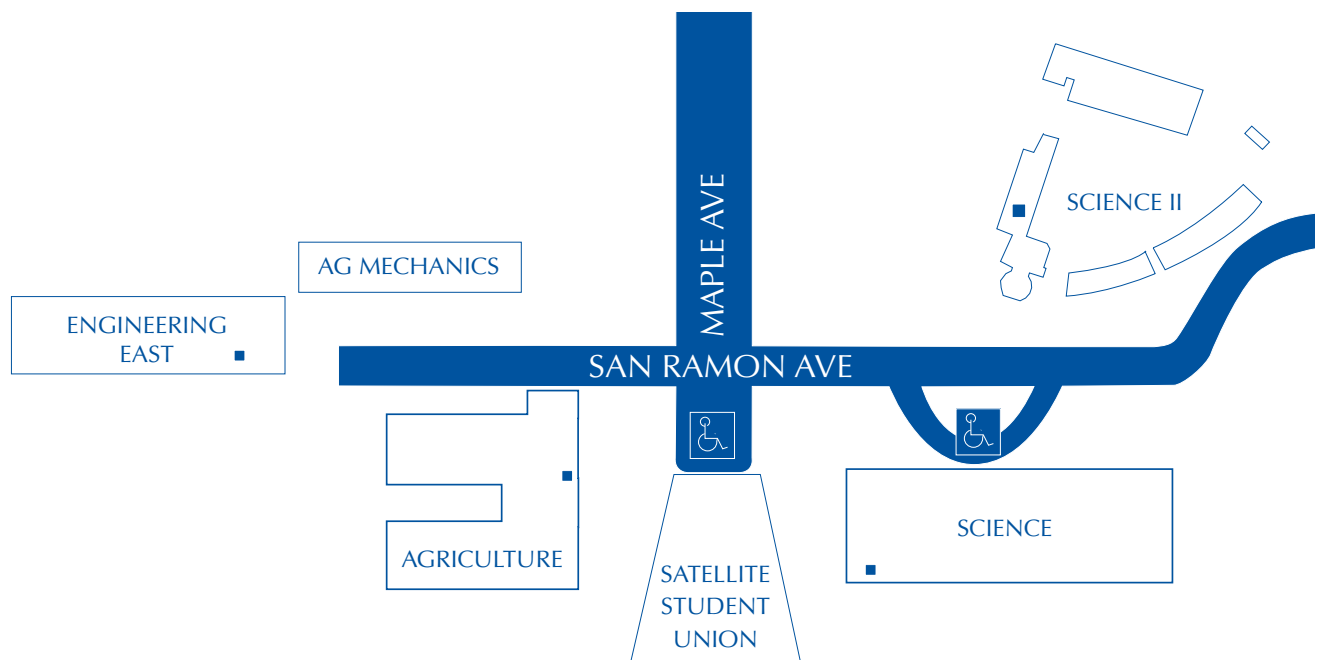 MAPLE AVE
SCIENCE II
AG MECHANICS
ENGINEERING
EAST
SAN RAMON AVE
AGRICULTURE
SCIENCE
SATELLITE
STUDENT
UNION